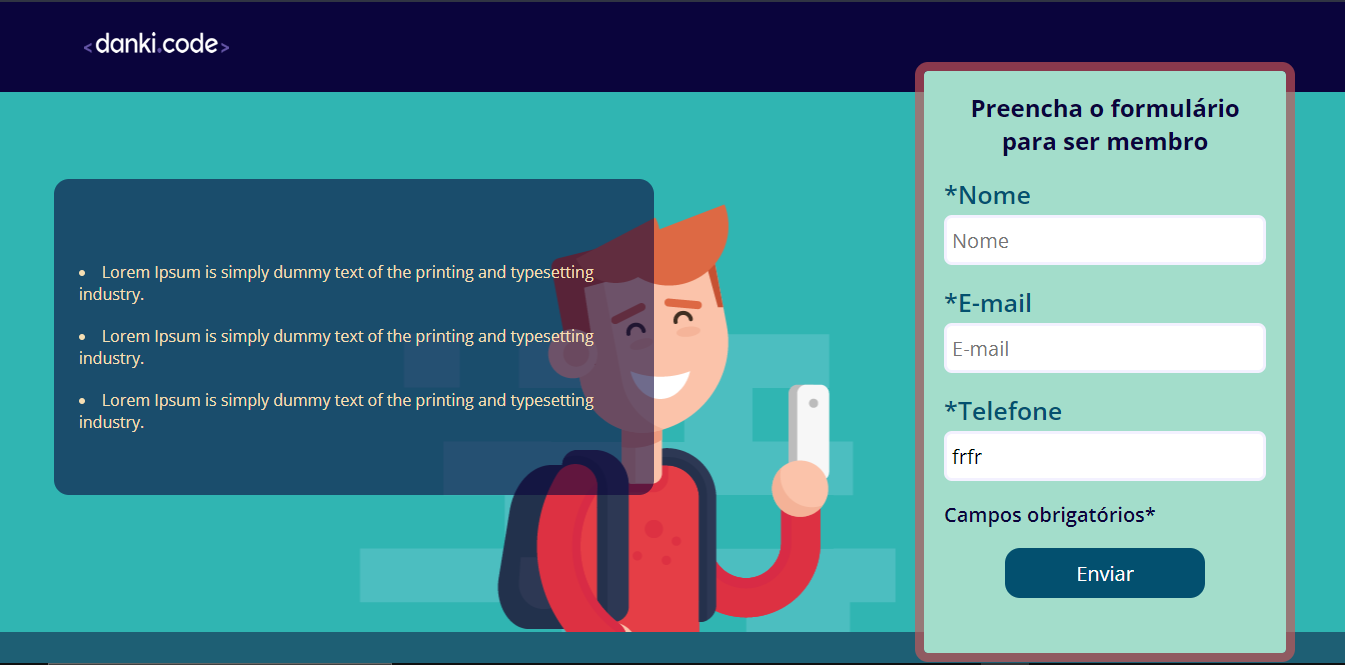 <danki.code>
• Lorem Ipsum is simply dummy text of the printing and typesetting
industry.
• Lorem Ipsum is simply dummy text of the printing and typesetting
industry.
• Lorem Ipsum is simply dummy text of the printing and typesetting
industry.
Preencha o formulário
para ser membro
*Nome
Nome
*E-mail
E-mail
*Telefone
frfr
Campos obrigatórios*
Enviar